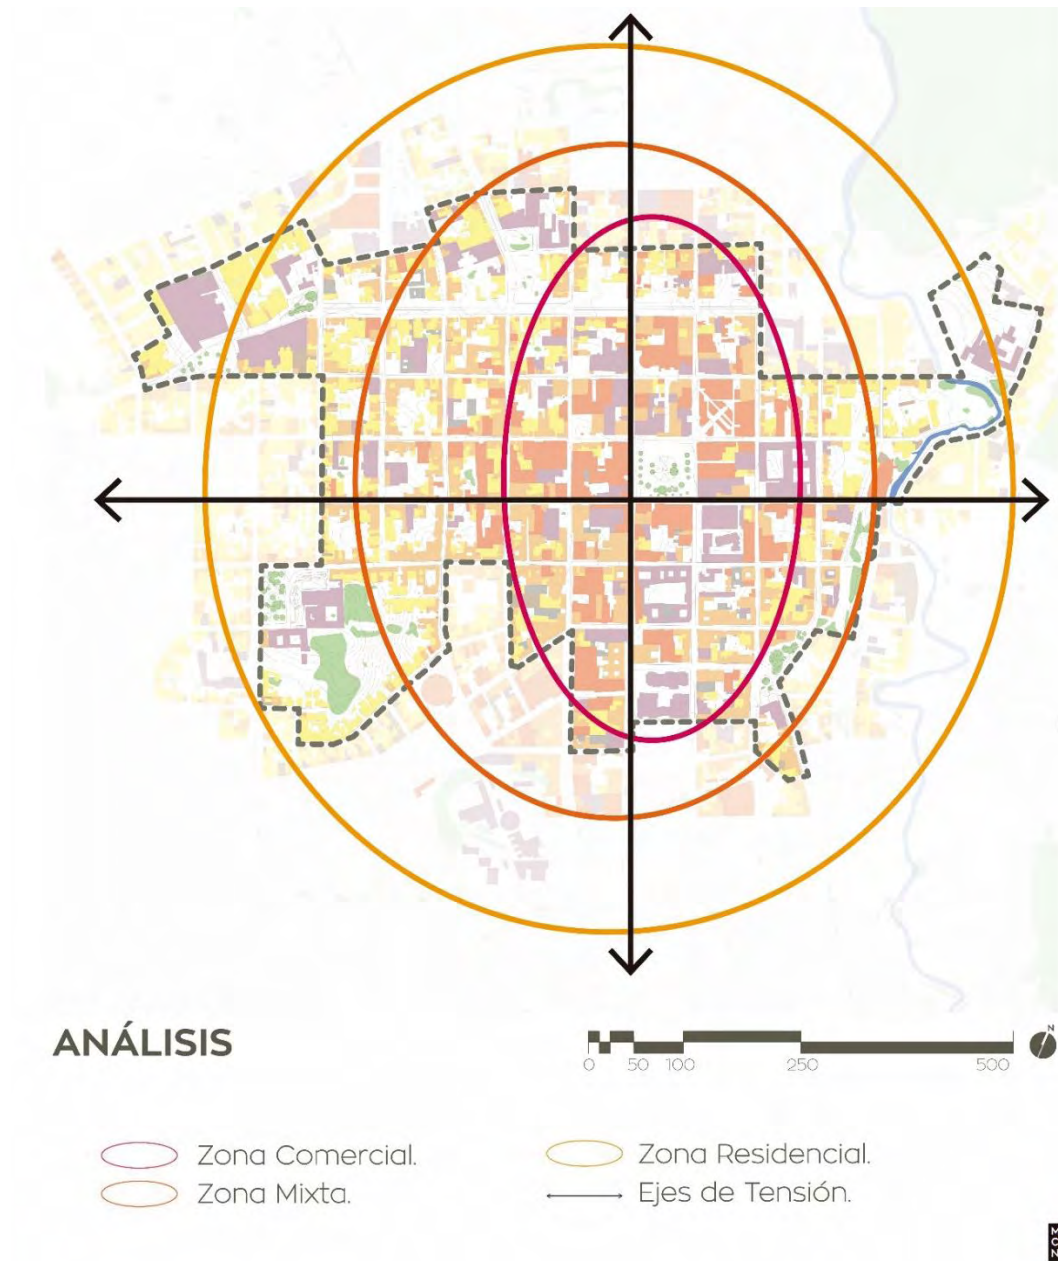 N
ANÁLISIS
0 50 100 250 500
Zona Comercial.
Zona Residencial.
Zona Mixta.
Ejes de Tensión.
M
O
N